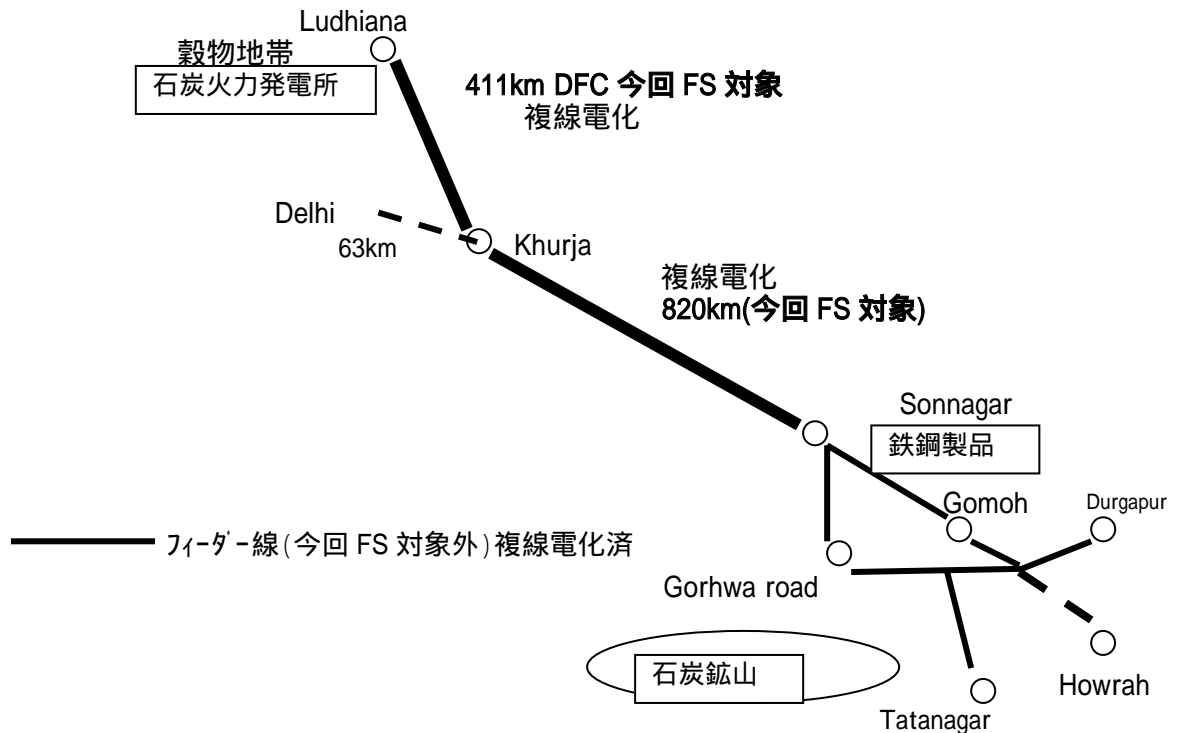 Ludhiana
穀物地帯
石炭火力発電所
411km DFC 今回 FS 対象
複線電化
Delhi
63km
Khurja
複線電化
820km(今回 FS 対象)
Sonnagar
鉄鋼製品
Gomoh
Durgapur
フィーダー線(今回 FS 対象外)複線電化済
Gorhwa road
石炭鉱山
Howrah
Tatanagar